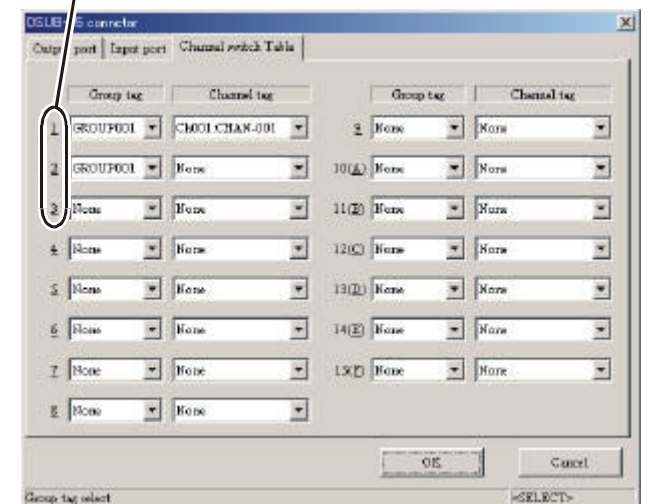 DSUB-15 connector
Output port Input port Channel switch Table
Group tag Channel tag Group tag Channel tag
1 GROUP001 Ch001:CHAN-001 9 None None
2 GROUP001 None 10(A) None None
3 None None 11(B) None None
4 None None 12(C) None None
5 None None 13(D) None None
6 None None 14(E) None None
7 None None 15(F) None None
8 None None
OK Cancel
Group tag select <SELECT>